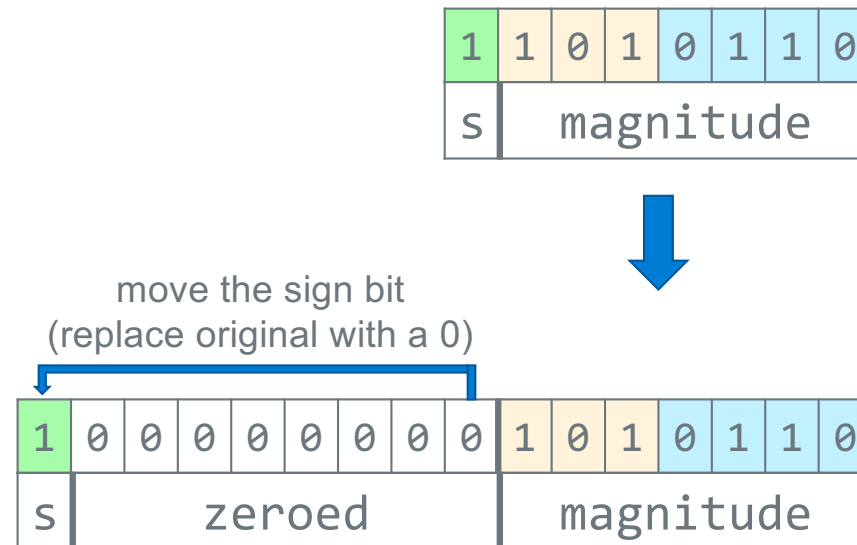 1 1 0 1 0 1 1 0
s magnitude
move the sign bit
(replace original with a 0)
1 0 0 0 0 0 0 0 0 1 0 1 0 1 1 0
s zeroed magnitude